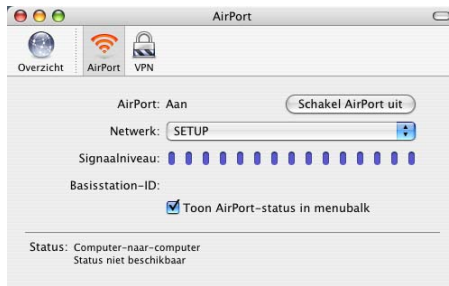 AirPort
Overzicht AirPort VPN
AirPort: Aan Schakel AirPort uit
Netwerk: SETUP
Signaalniveau:
Basisstation-ID:
Toon AirPort-status in menubalk
Status: Computer-naar-computer
Status niet beschikbaar